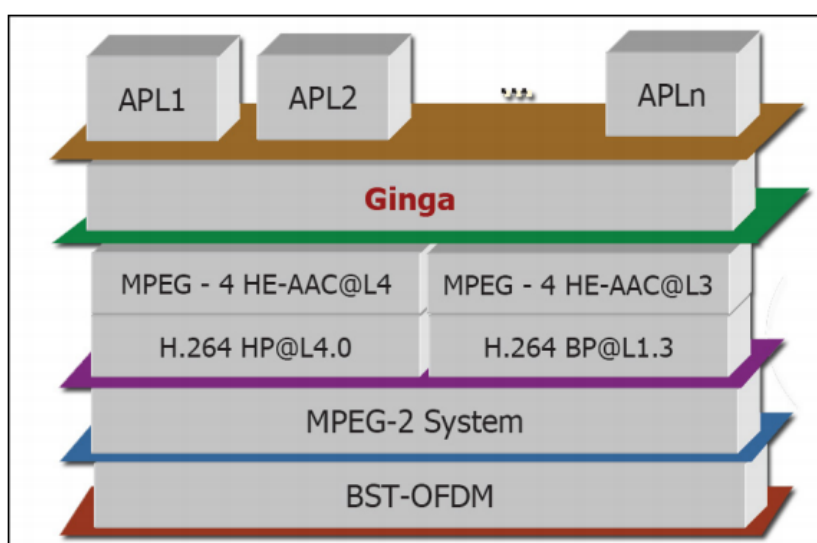 APL1 APL2 ... APLn
Ginga
MPEG - 4 HE-AAC@L4 MPEG - 4 HE-AAC@L3
H.264 HP@L4.0 H.264 BP@L1.3
MPEG-2 System
BST-OFDM